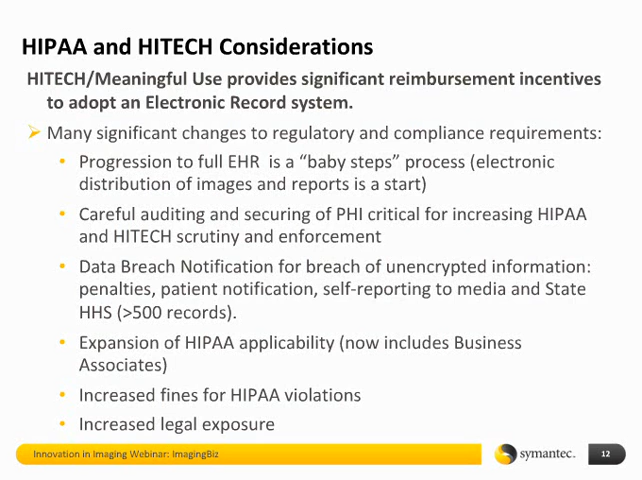 HIPAA and HITECH Considerations
HITECH/Meaningful Use provides significant reimbursement incentives
to adopt an Electronic Record system.
➢ Many significant changes to regulatory and compliance requirements:
• Progression to full EHR is a “baby steps” process (electronic
distribution of images and reports is a start)
• Careful auditing and securing of PHI critical for increasing HIPAA
and HITECH scrutiny and enforcement
• Data Breach Notification for breach of unencrypted information:
penalties, patient notification, self-reporting to media and State
HHS (>500 records).
• Expansion of HIPAA applicability (now includes Business
Associates)
• Increased fines for HIPAA violations
• Increased legal exposure
Innovation in Imaging Webinar: ImagingBiz
symantec.
12